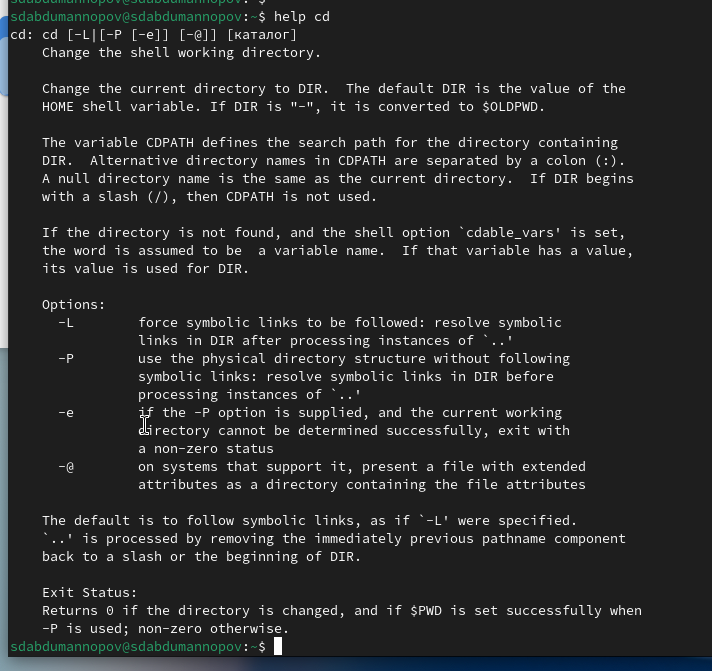 sdabdumannopov@sdabdumannopov:~$ help cd
cd: cd [-L|[-P [-e]] [-@]] [каталог]
    Change the shell working directory.

    Change the current directory to DIR.  The default DIR is the value of the
    HOME shell variable. If DIR is "-", it is converted to $OLDPWD.

    The variable CDPATH defines the search path for the directory containing
    DIR.  Alternative directory names in CDPATH are separated by a colon (:).
    A null directory name is the same as the current directory.  If DIR begins
    with a slash (/), then CDPATH is not used.

    If the directory is not found, and the shell option `cdable_vars' is set,
    the word is assumed to be  a variable name.  If that variable has a value,
    its value is used for DIR.

    Options:
      -L        force symbolic links to be followed: resolve symbolic
                links in DIR after processing instances of `..'
      -P        use the physical directory structure without following
                symbolic links: resolve symbolic links in DIR before
                processing instances of `..'
      -e        if the -P option is supplied, and the current working
                directory cannot be determined successfully, exit with
                a non-zero status
      -@        on systems that support it, present a file with extended
                attributes as a directory containing the file attributes

    The default is to follow symbolic links, as if `-L' were specified.
    `..' is processed by removing the immediately previous pathname component
    back to a slash or the beginning of DIR.

    Exit Status:
    Returns 0 if the directory is changed, and if $PWD is set successfully when
    -P is used; non-zero otherwise.
sdabdumannopov@sdabdumannopov:~$